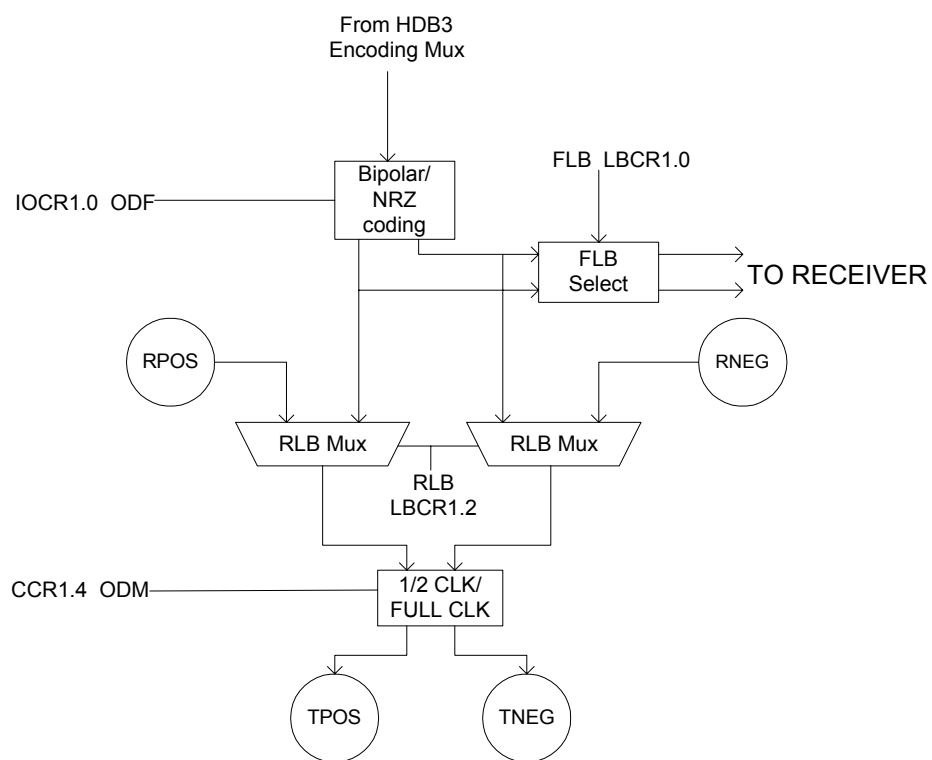 From HDB3
Encoding Mux
FLB LBCR1.0
Bipolar/
NRZ
coding
IOCR1.0 ODF
FLB
Select
TO RECEIVER
RPOS
RNEG
RLB Mux
RLB Mux
RLB
LBCR1.2
CCR1.4 ODM
1/2 CLK/
FULL CLK
TPOS
TNEG